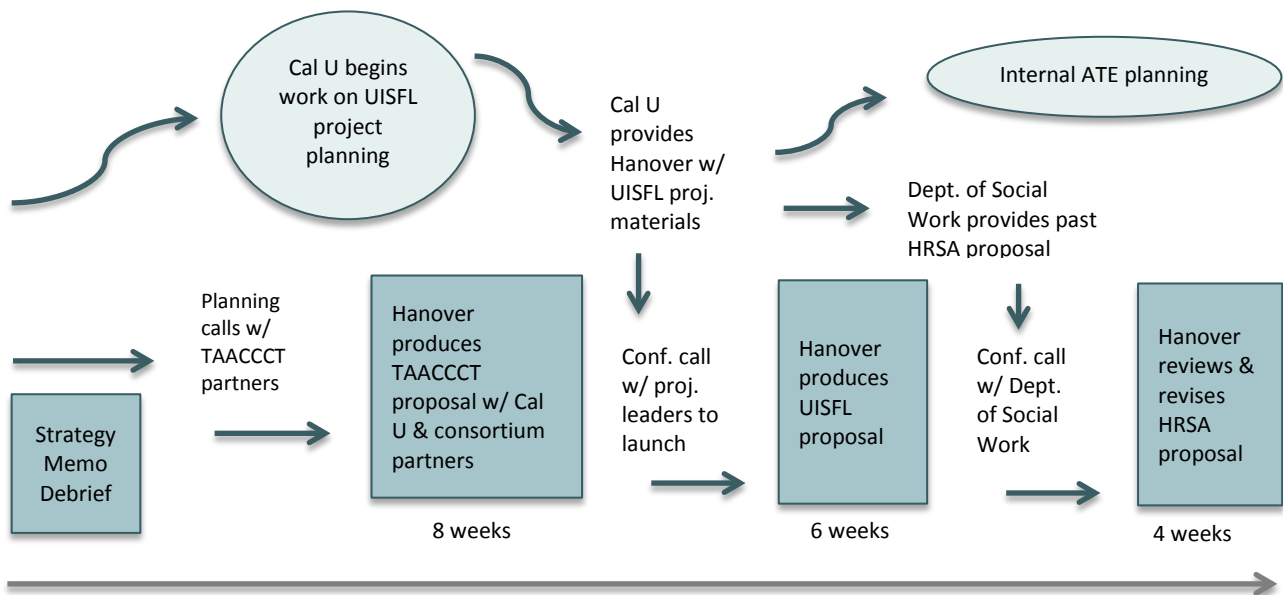 Cal U begins
work on UISFL
project
planning
Cal U
provides
Hanover w/
UISFL proj.
materials
Internal ATE planning
Dept. of Social
Work provides past
HRSA proposal
Strategy
Memo
Debrief
Planning
calls w/
TAACCCT
partners
Hanover
produces
TAACCCT
proposal w/ Cal
U & consortium
partners
8 weeks
Conf. call
w/ proj.
leaders to
launch
Hanover
produces
UISFL
proposal
6 weeks
Conf. call
w/ Dept.
of Social
Work
Hanover
reviews &
revises
HRSA
proposal
4 weeks